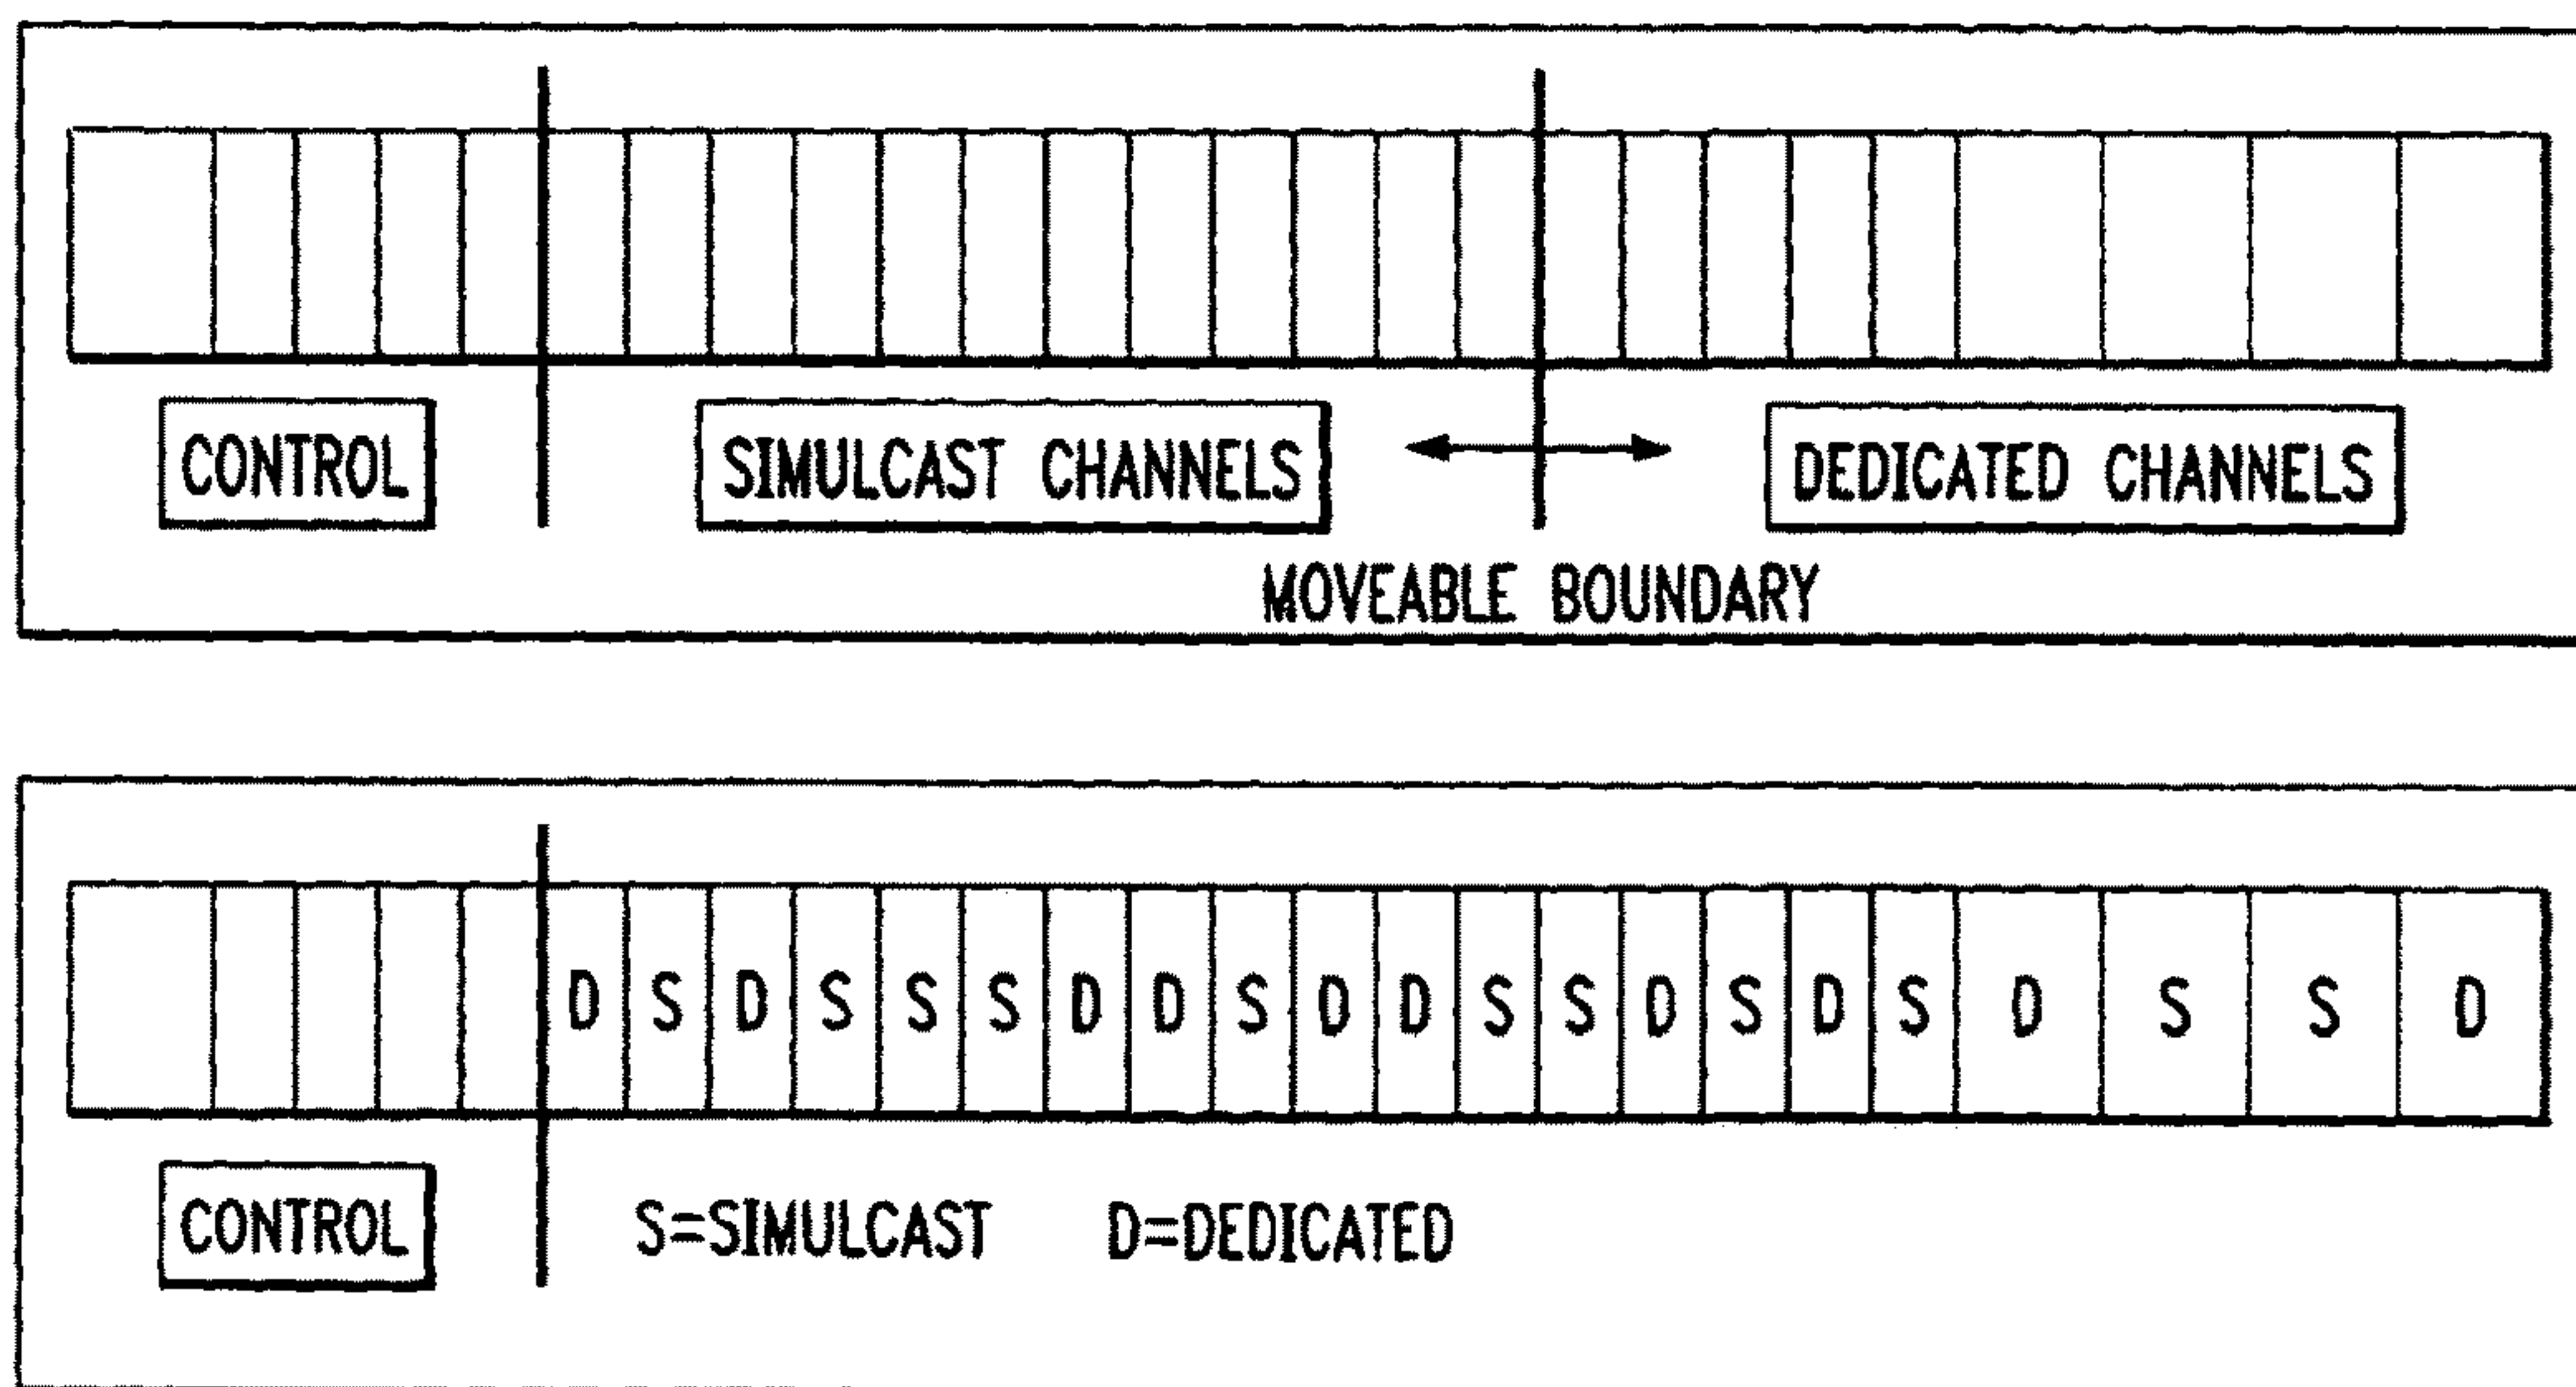 CONTROL SIMULCAST CHANNELS DEDICATED CHANNELS
MOVEABLE BOUNDARY
D S D S S S D D S D D S S D S D S D S S D
CONTROL S=SIMULCAST D=DEDICATED